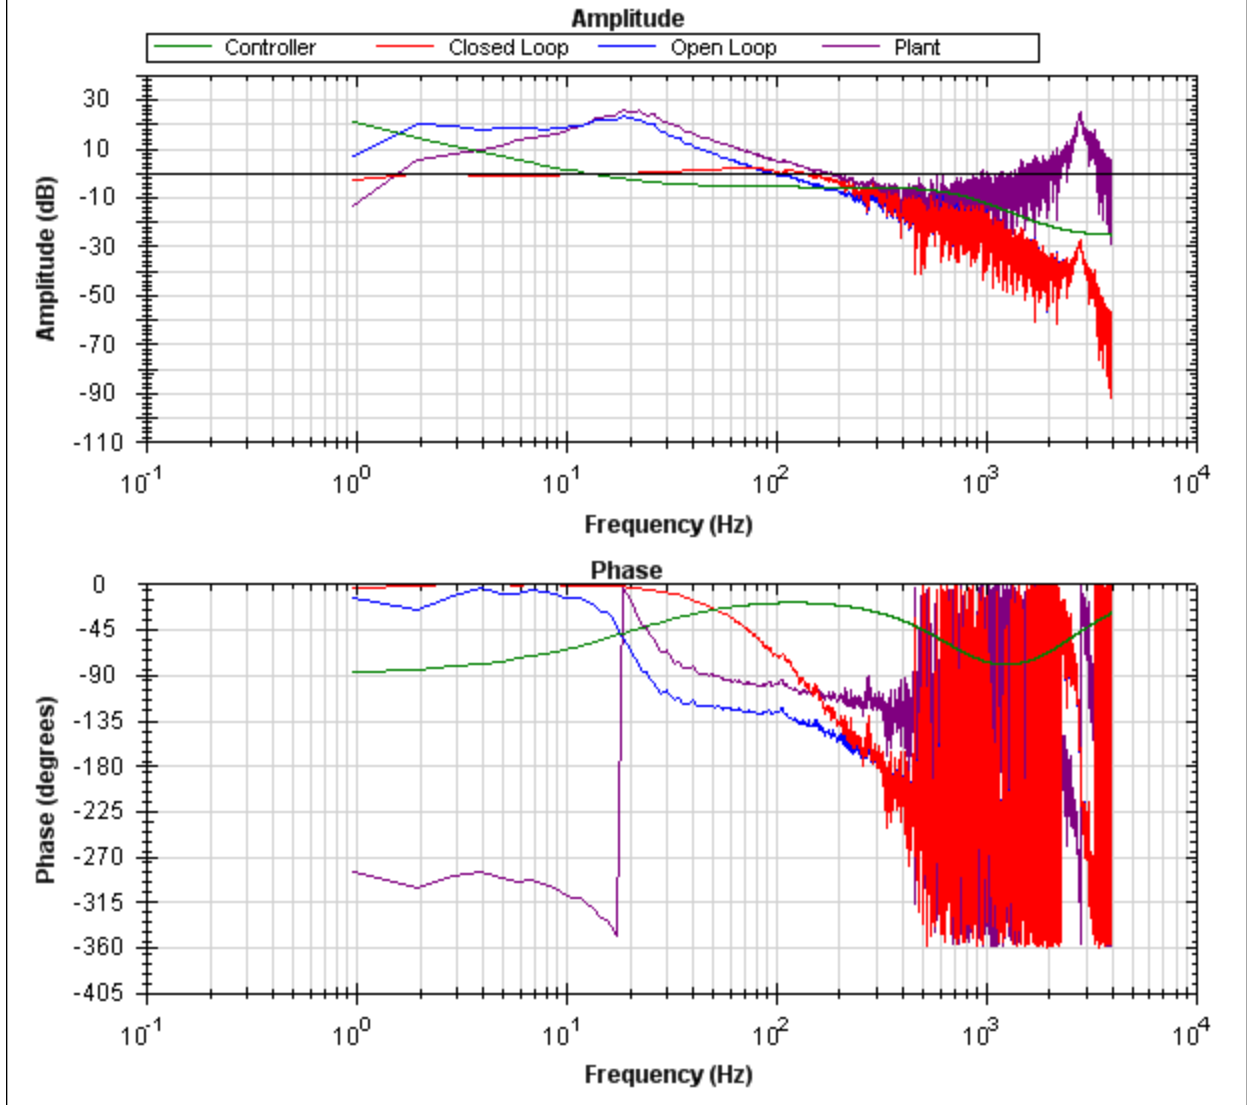 Amplitude
Controller Closed Loop Open Loop Plant
30
10
-10
-30
-50
-70
-90
-110
Amplitude (dB)
10-1 100 101 102 103 104
Frequency (Hz)
Phase
0
-45
-90
-135
-180
-225
-270
-315
-360
-405
Phase (degrees)
10-1 100 101 102 103 104
Frequency (Hz)